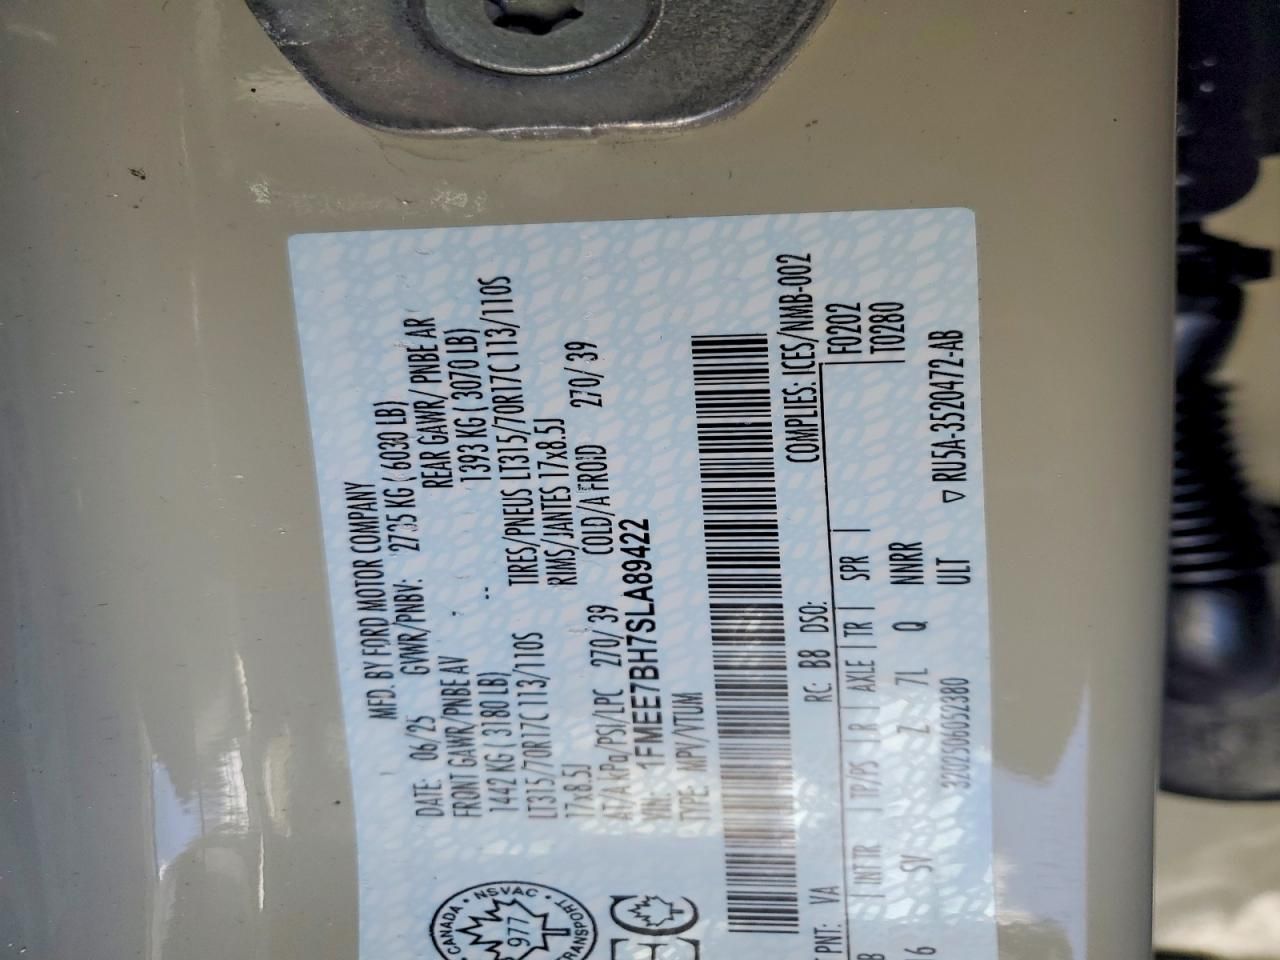 MFD. BY FORD MOTOR COMPANY
DATE: 06/25 GVWR/PNBV: 2735 KG ( 6030 LB)
FRONT GAWR/PNBE AV REAR GAWR/ PNBE AR
1442 KG ( 3180 LB) -- 1393 KG ( 3070 LB)
LT315/70R17C 113/110S TIRES/PNEUS LT315/70R17C 113/110S
17x8.5J RIMS/JANTES 17x8.5J
AT/A kPa/PSI/LPC 270/ 39 COLD/A FROID 270/ 39
VIN: 1FMEE7BH7SLA89422
TYPE: MPV/VTUM
COMPLIES: ICES/NMB-002
PNT: VA RC: B8 DSO: F0202
INT TR TP/PS R AXLE TR SPR T0280
SV Z 7L Q NNRR
ULT
320250605 2380 ▽ RU5A-3520472-AB
CANADA • NSVAC •
977
TRANSPORT